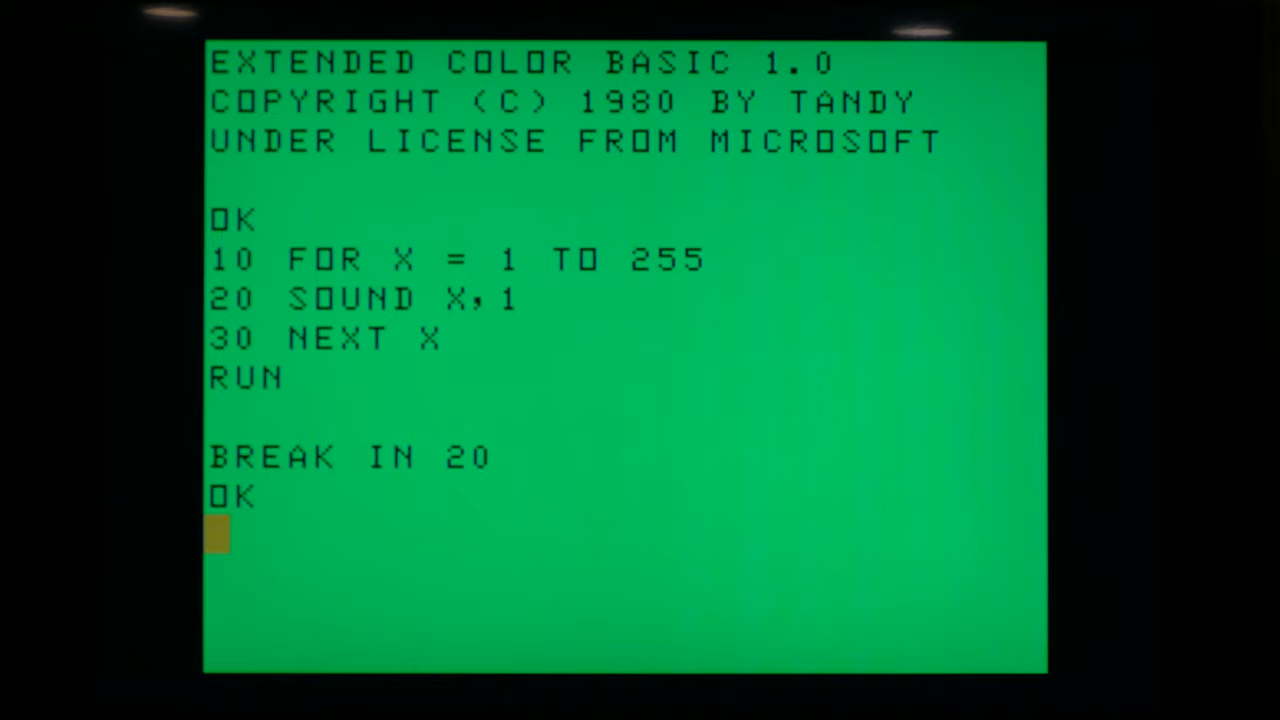 EXTENDED COLOR BASIC 1.0
COPYRIGHT (C) 1980 BY TANDY
UNDER LICENSE FROM MICROSOFT
OK
10 FOR X = 1 TO 255
20 SOUND X,1
30 NEXT X
RUN
BREAK IN 20
OK